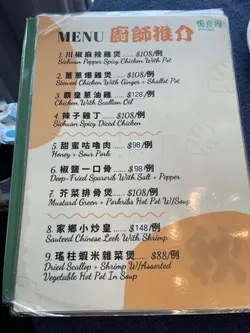 MENU 廚師推介
1. 川椒麻辣雞煲...... $108/例
Sichuan Pepper Spicy Chicken With Pot
2. 薑蔥爆雞煲...... $108/例
Stewed Chicken With Ginger + Shallot Pot
3. 霸皇蔥油雞...... $128/例
Chicken With Scallion Oil
4. 辣子雞丁...... $108/例
Sichuan Spicy Diced Chicken
5. 甜蜜咕嚕肉...... $98/例
Honey + Sour Pork
6. 椒鹽一口骨...... $98/例
Deep-Fried Sparerib With Salt + Pepper
7. 芥菜排骨煲...... $108/例
Mustard Green + Porkribs Hot Pot W/Soup
8. 家鄉小炒皇...... $148/例
Sauteed Chinese Leek With Shrimp
9. 瑤柱蝦米雜菜煲...... $88/例
Dried Scallop + Shrimp W/Assorted
Vegetable Hot Pot In Soup